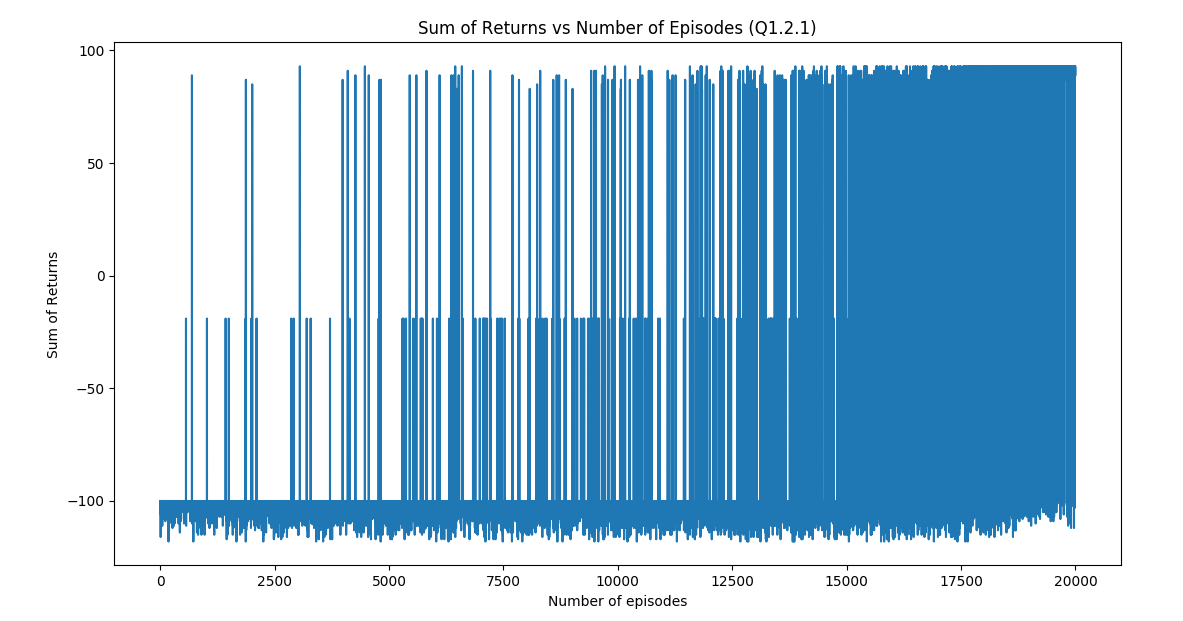 Sum of Returns vs Number of Episodes (Q1.2.1)
100
50
0
−50
−100
Sum of Returns
0 2500 5000 7500 10000 12500 15000 17500 20000
Number of episodes